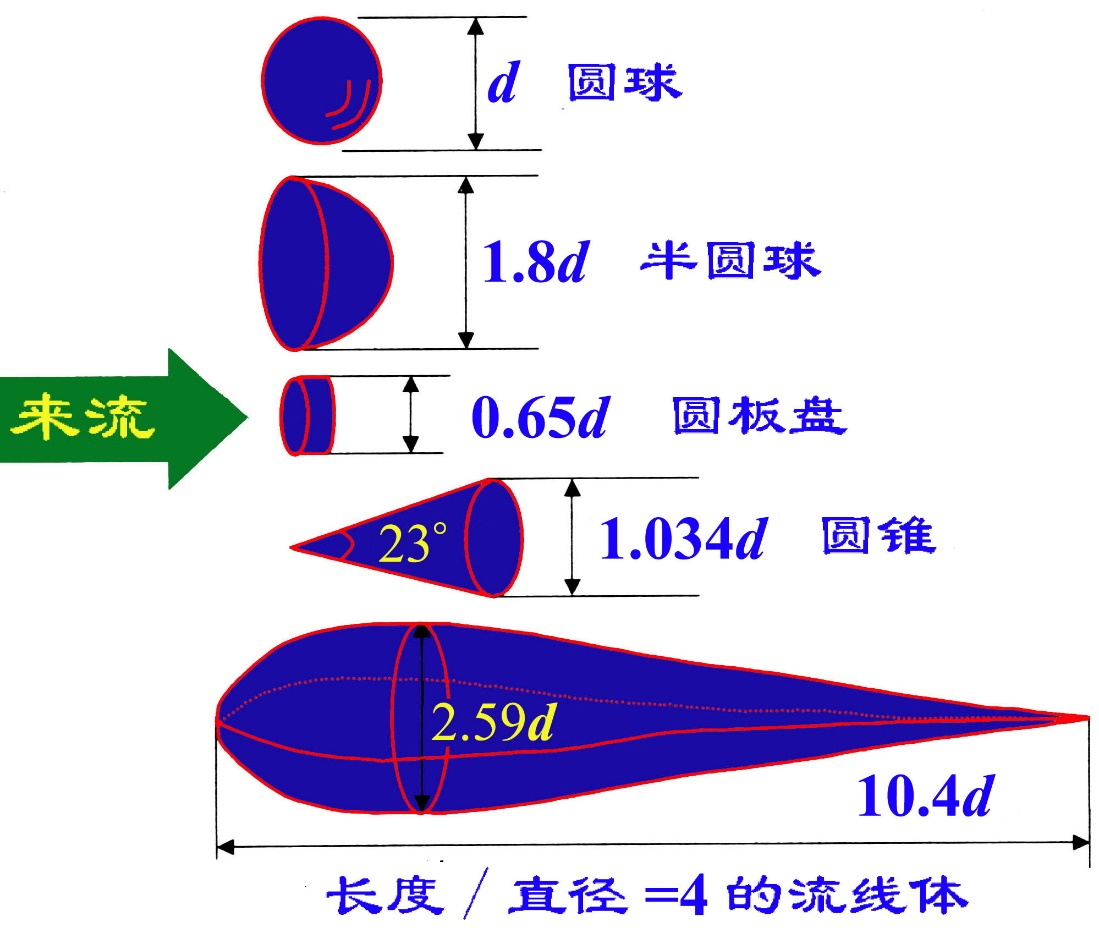 d 圆球
1.8d 半圆球
来流
0.65d 圆板盘
23°
1.034d 圆锥
2.59d
10.4d
长度 / 直径 =4 的流线体